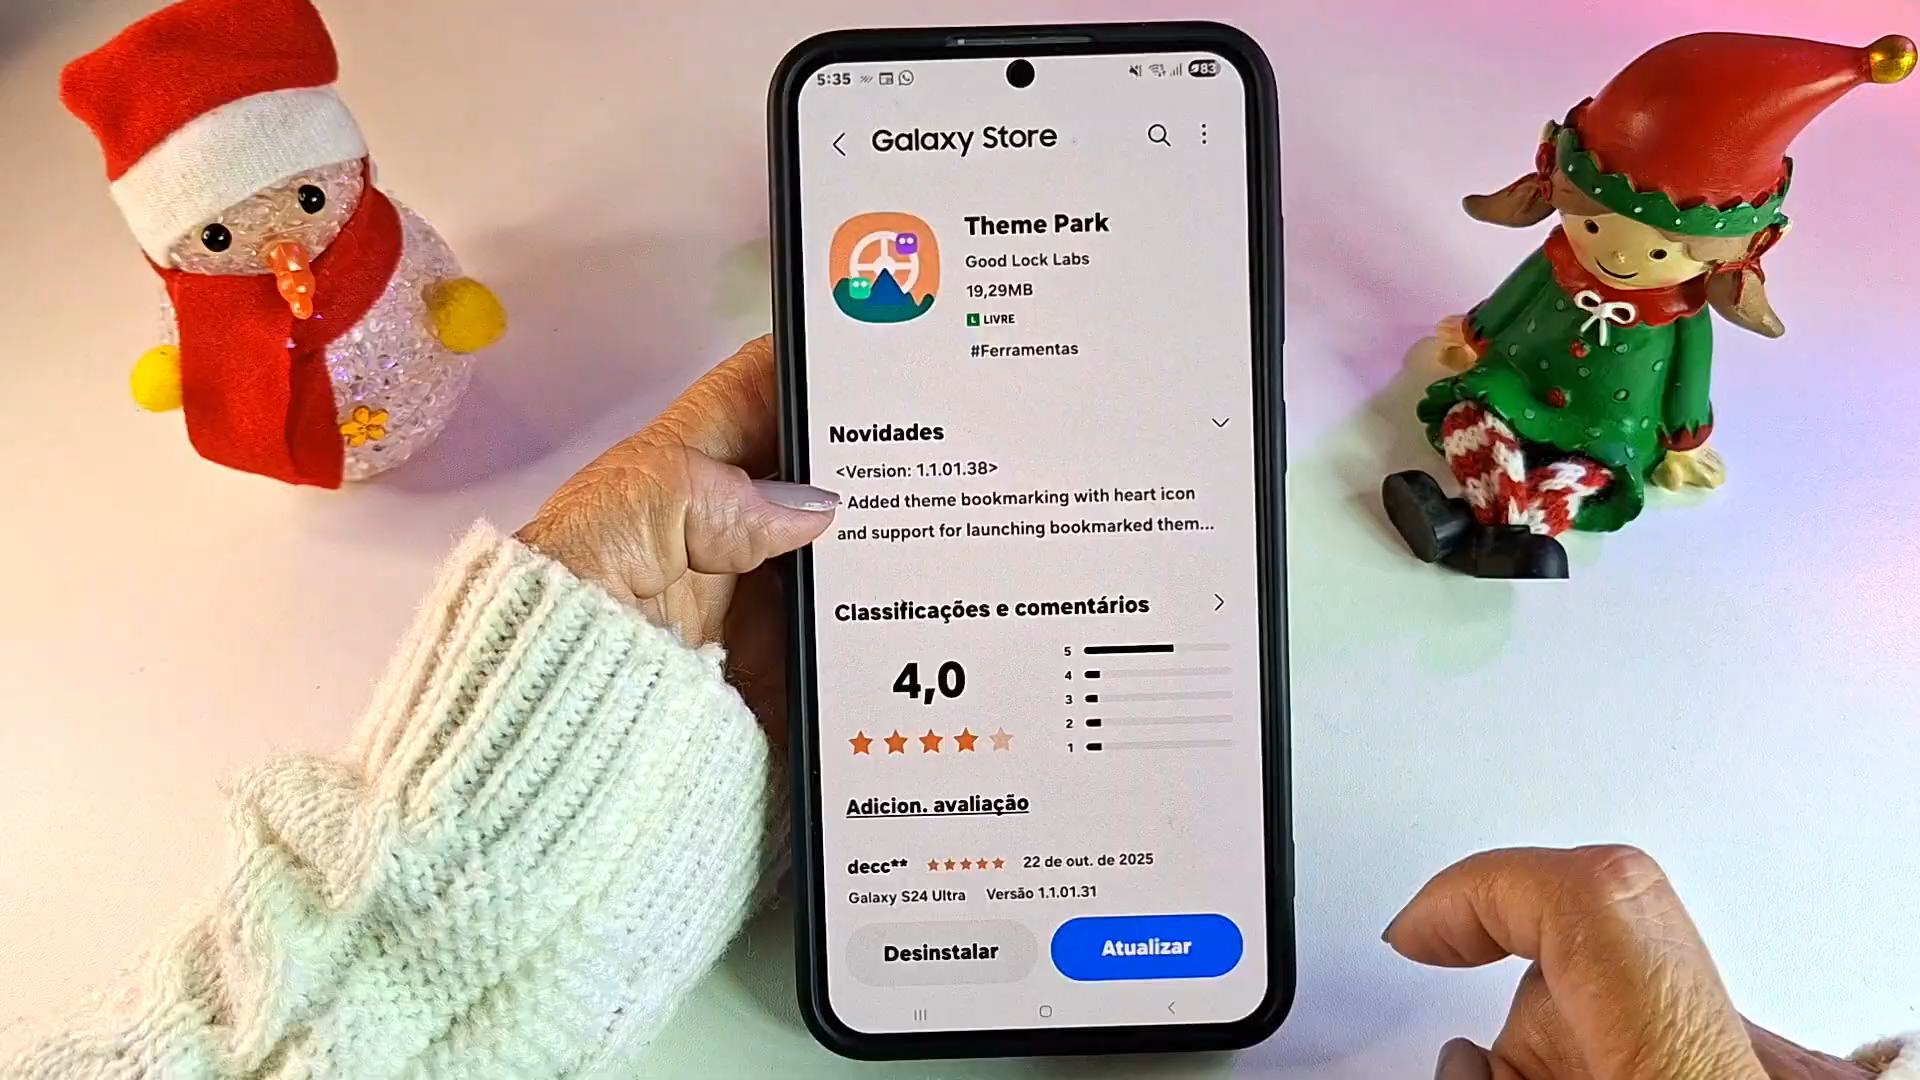 5:35
83
Galaxy Store
Theme Park
Good Lock Labs
19,29MB
L LIVRE
#Ferramentas
Novidades
<Version: 1.1.01.38>
- Added theme bookmarking with heart icon
and support for launching bookmarked them...
Classificações e comentários
4,0
5
4
3
2
1
Adicion. avaliação
decc** 22 de out. de 2025
Galaxy S24 Ultra Versão 1.1.01.31
Desinstalar
Atualizar